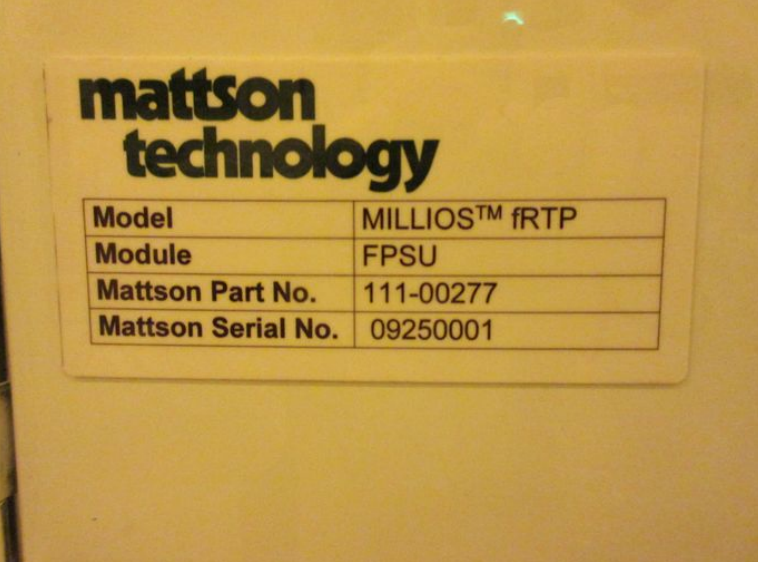 mattson
technology
Model MILLIOS™ fRTP
Module FPSU
Mattson Part No. 111-00277
Mattson Serial No. 09250001